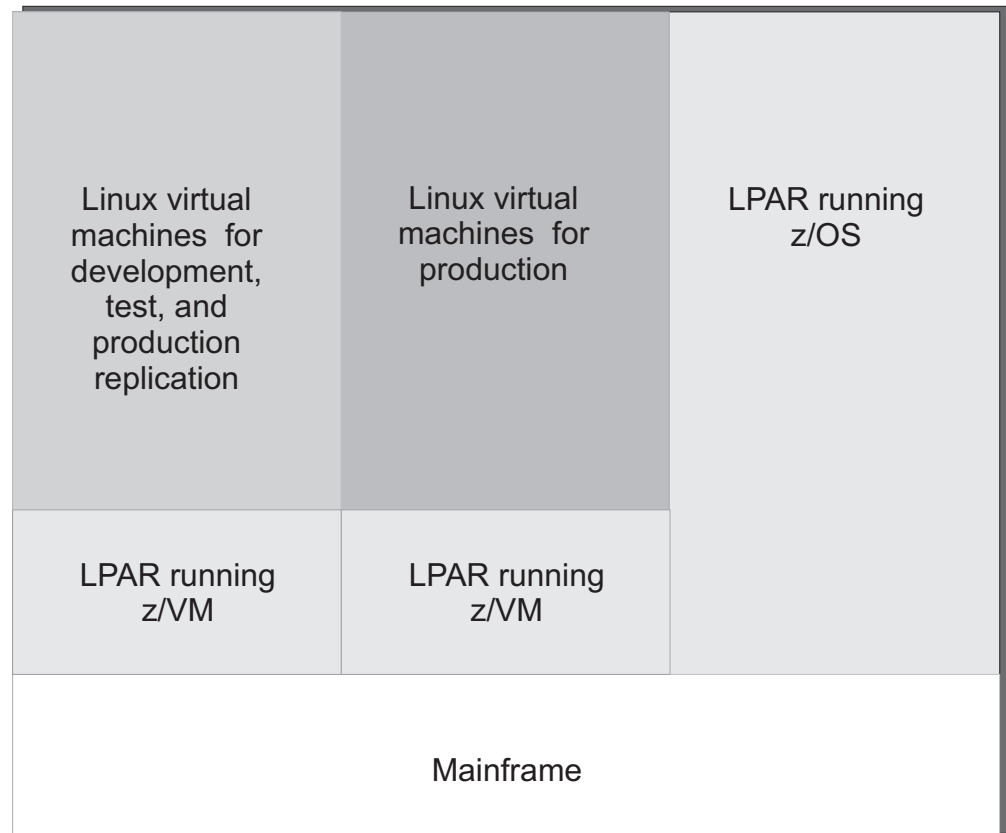 Linux virtual
machines for
development,
test, and
production
replication
Linux virtual
machines for
production
LPAR running
z/OS
LPAR running
z/VM
LPAR running
z/VM
Mainframe